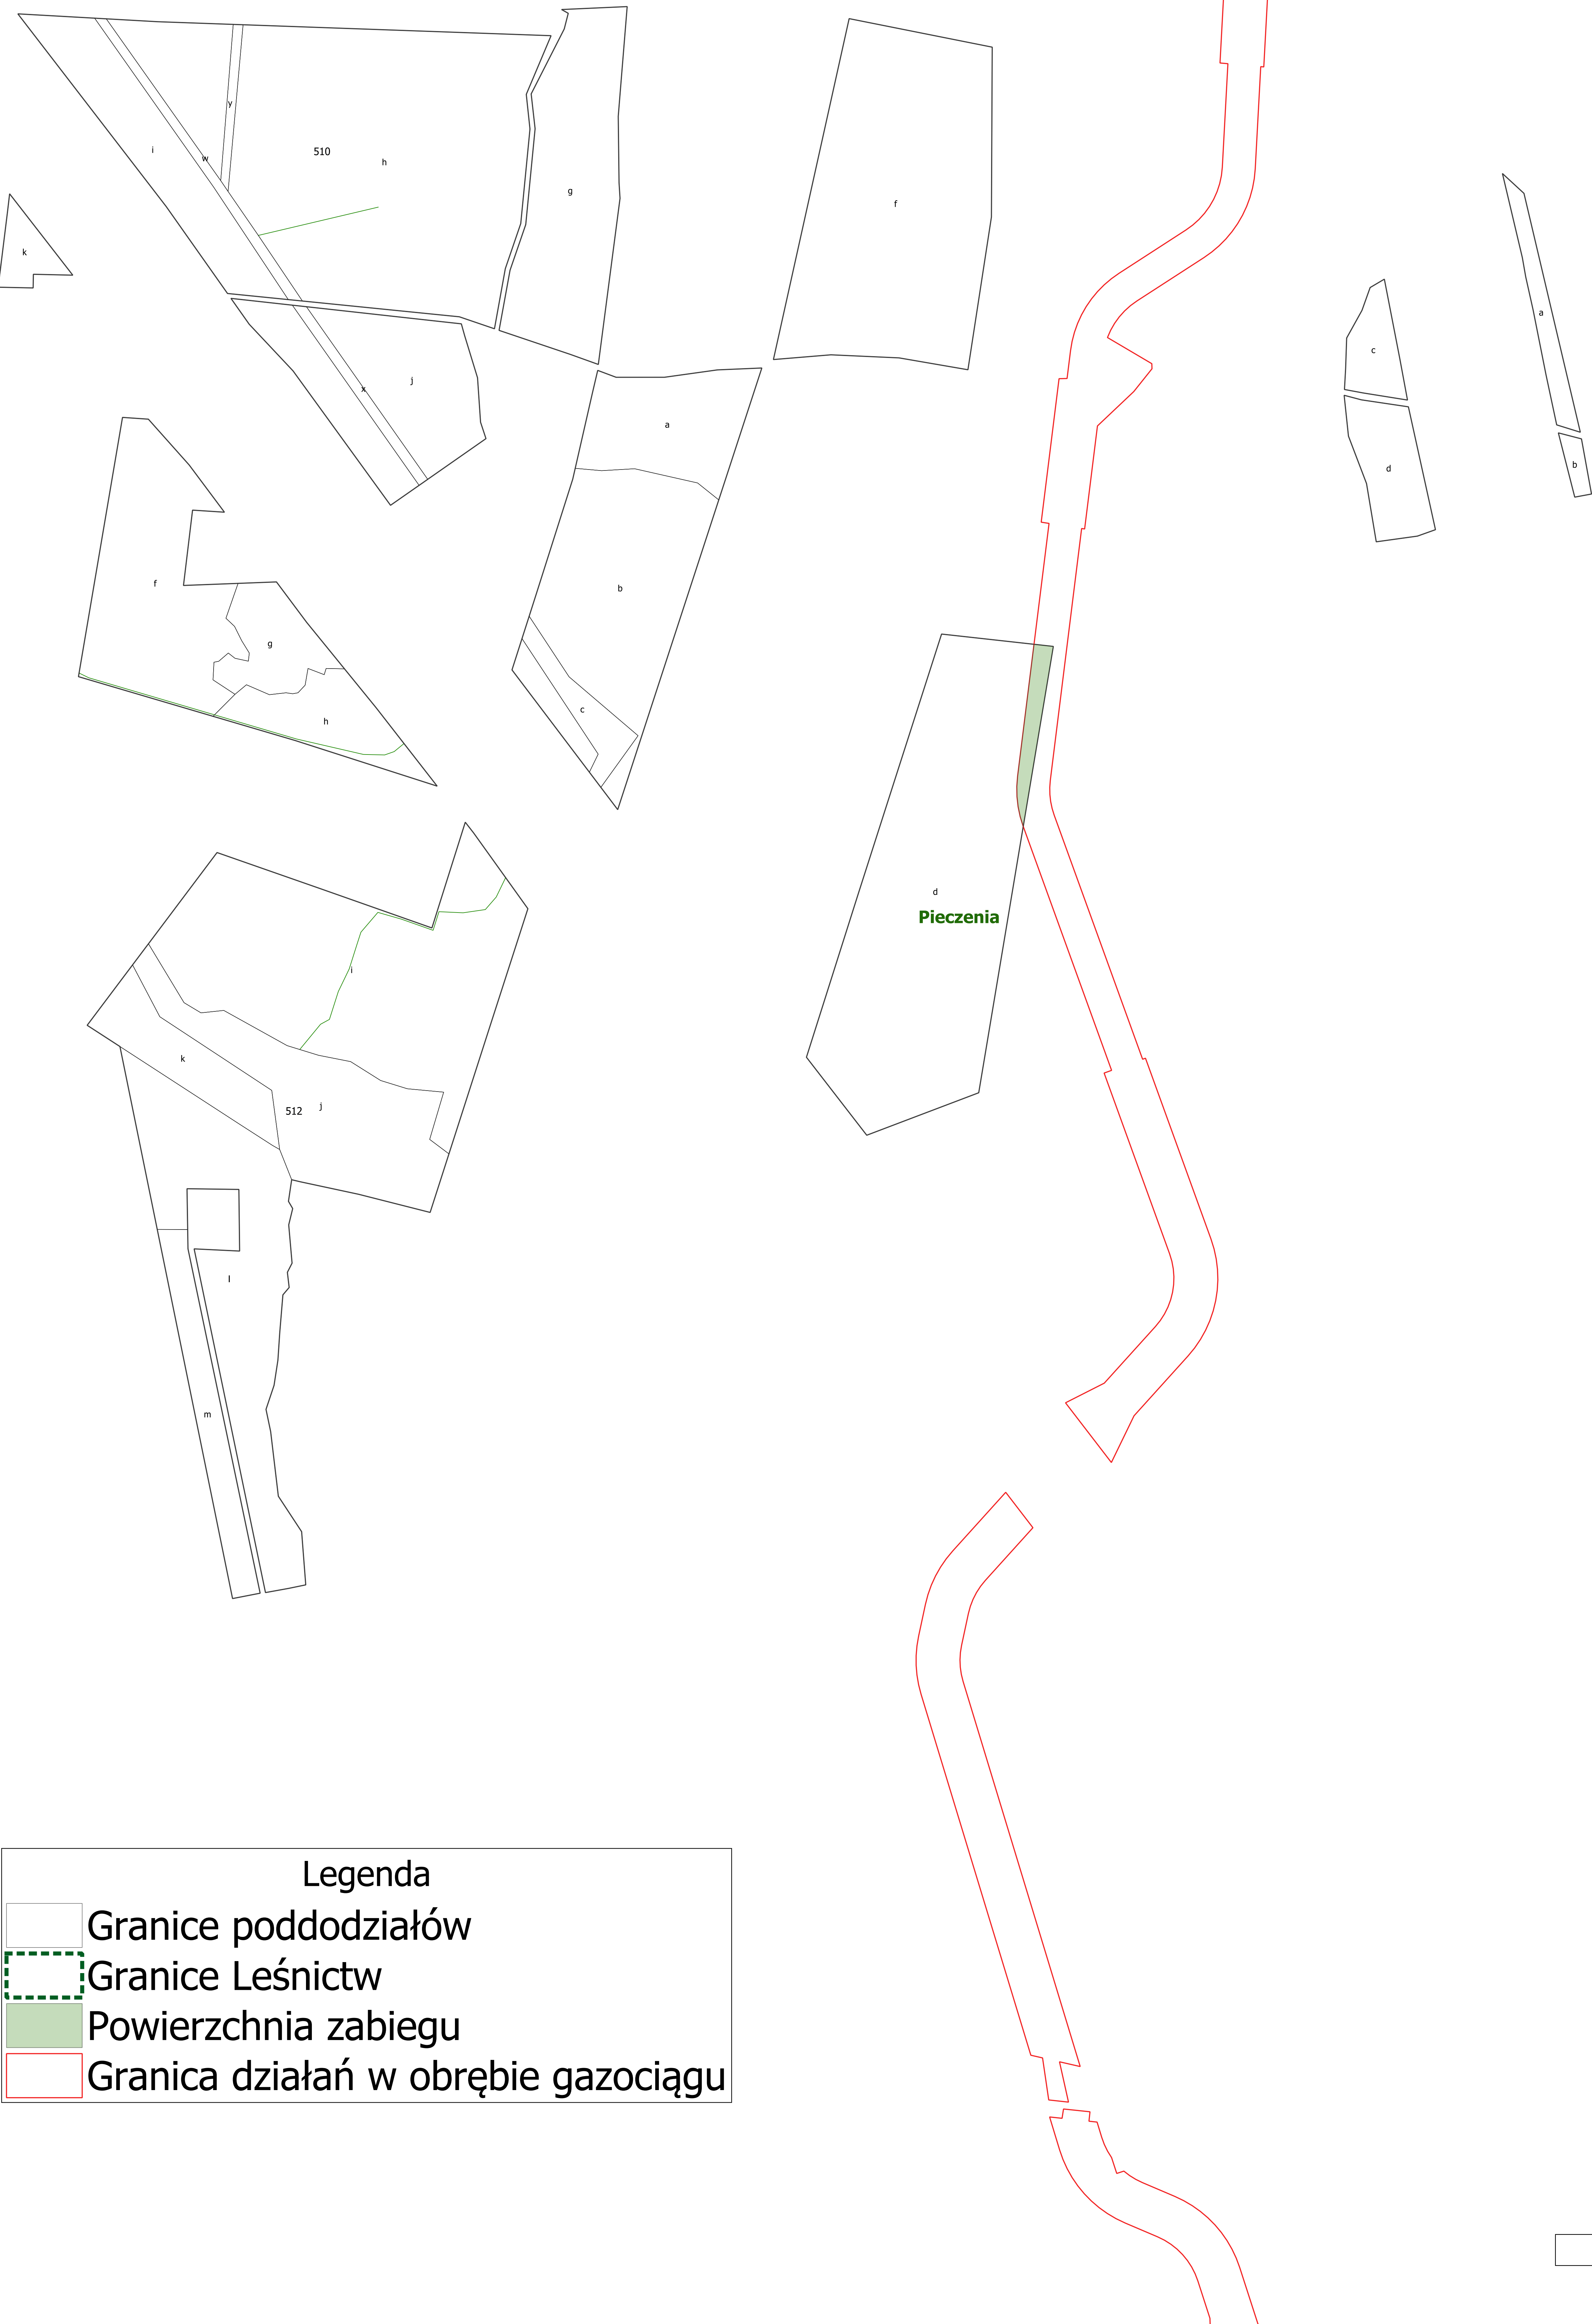 y
i
w
510
h
g
f
k
a
c
x
j
a
b
d
f
b
g
c
h
d
Pieczenia
i
k
512
j
l
m
Legenda
Granice poddodziałów
Granice Leśnictw
Powierzchnia zabiegu
Granica działań w obrębie gazociągu